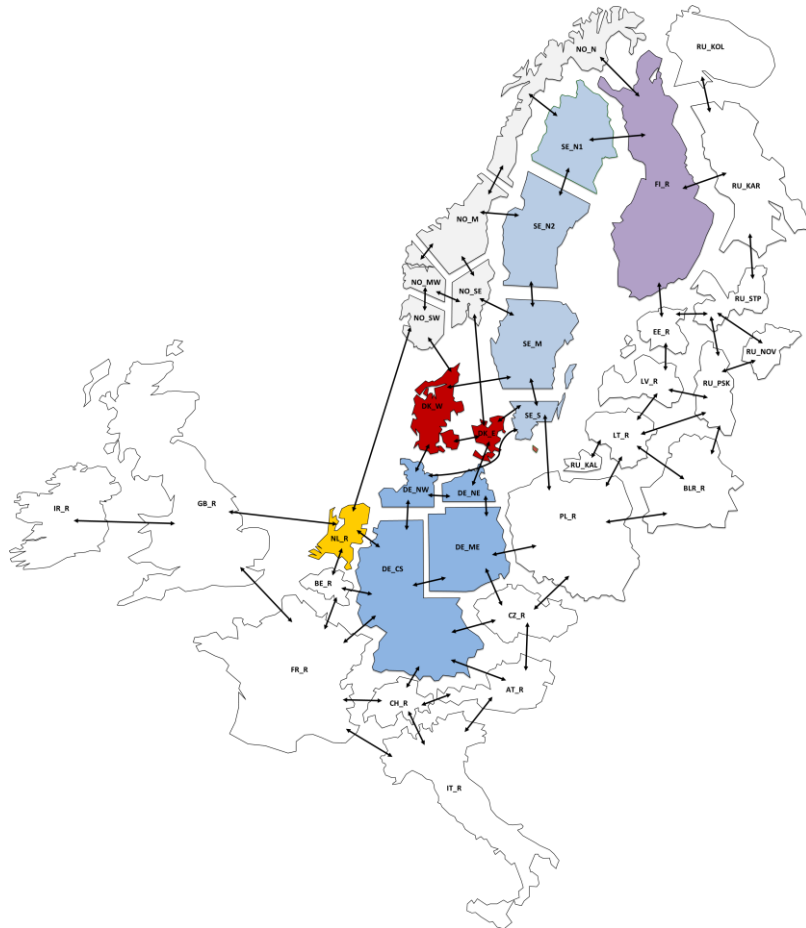 NO_N
RU_KOL
SE_N1
FI_R
RU_KAR
NO_M
SE_N2
NO_MW
NO_SE
RU_STP
NO_SW
EE_R
SE_M
RU_NOV
LV_R
RU_PSK
DK_W
SE_S
DK_E
LT_R
RU_KAL
DE_NW
DE_NE
BLR_R
GB_R
IR_R
PL_R
NL_R
DE_ME
DE_CS
BE_R
CZ_R
FR_R
AT_R
CH_R
IT_R